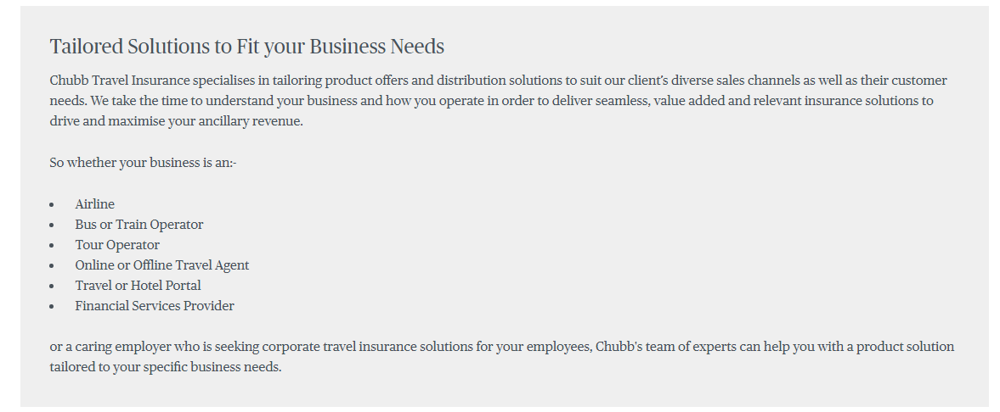 Tailored Solutions to Fit your Business Needs
Chubb Travel Insurance specialises in tailoring product offers and distribution solutions to suit our client's diverse sales channels as well as their customer
needs. We take the time to understand your business and how you operate in order to deliver seamless, value added and relevant insurance solutions to
drive and maximise your ancillary revenue.
So whether your business is an:-
• Airline
• Bus or Train Operator
• Tour Operator
• Online or Offline Travel Agent
• Travel or Hotel Portal
• Financial Services Provider
or a caring employer who is seeking corporate travel insurance solutions for your employees, Chubb's team of experts can help you with a product solution
tailored to your specific business needs.